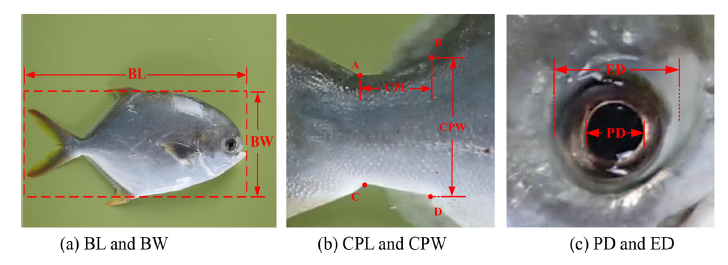 BL
BW
A
B
CPL
CPW
C
D
ED
PD
(a) BL and BW
(b) CPL and CPW
(c) PD and ED